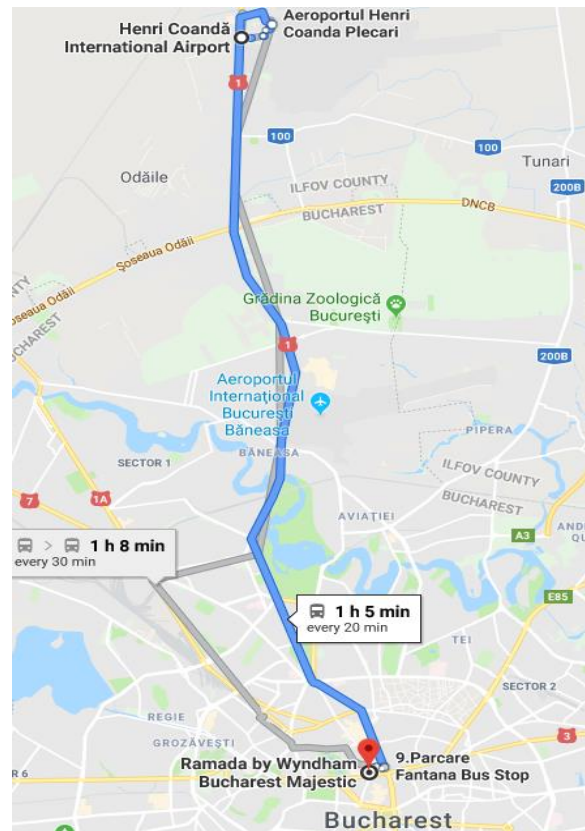 Henri Coandă
International Airport
Aeroportul Henri
Coanda Plecari
1
100
100
Tunari
Odăile
200B
ILFOV COUNTY
BUCHAREST
DNCB
Șoseaua Odăii
COUNTY
BUCHAREST
Șoseaua Odăii
Grădina Zoologică
București
1
200B
Aeroportul
Internațional
București
Băneasa
PIPERA
SECTOR 1
BĂNEASA
ILFOV COUNTY
BUCHAREST
7
1A
AVIAȚIEI
A3
1 h 8 min
every 30 min
E85
1 h 5 min
every 20 min
TEI
SECTOR 2
REGIE
GROZĂVEȘTI
3
Ramada by Wyndham
Bucharest Majestic
9.Parcare
Fantana Bus Stop
Bucharest